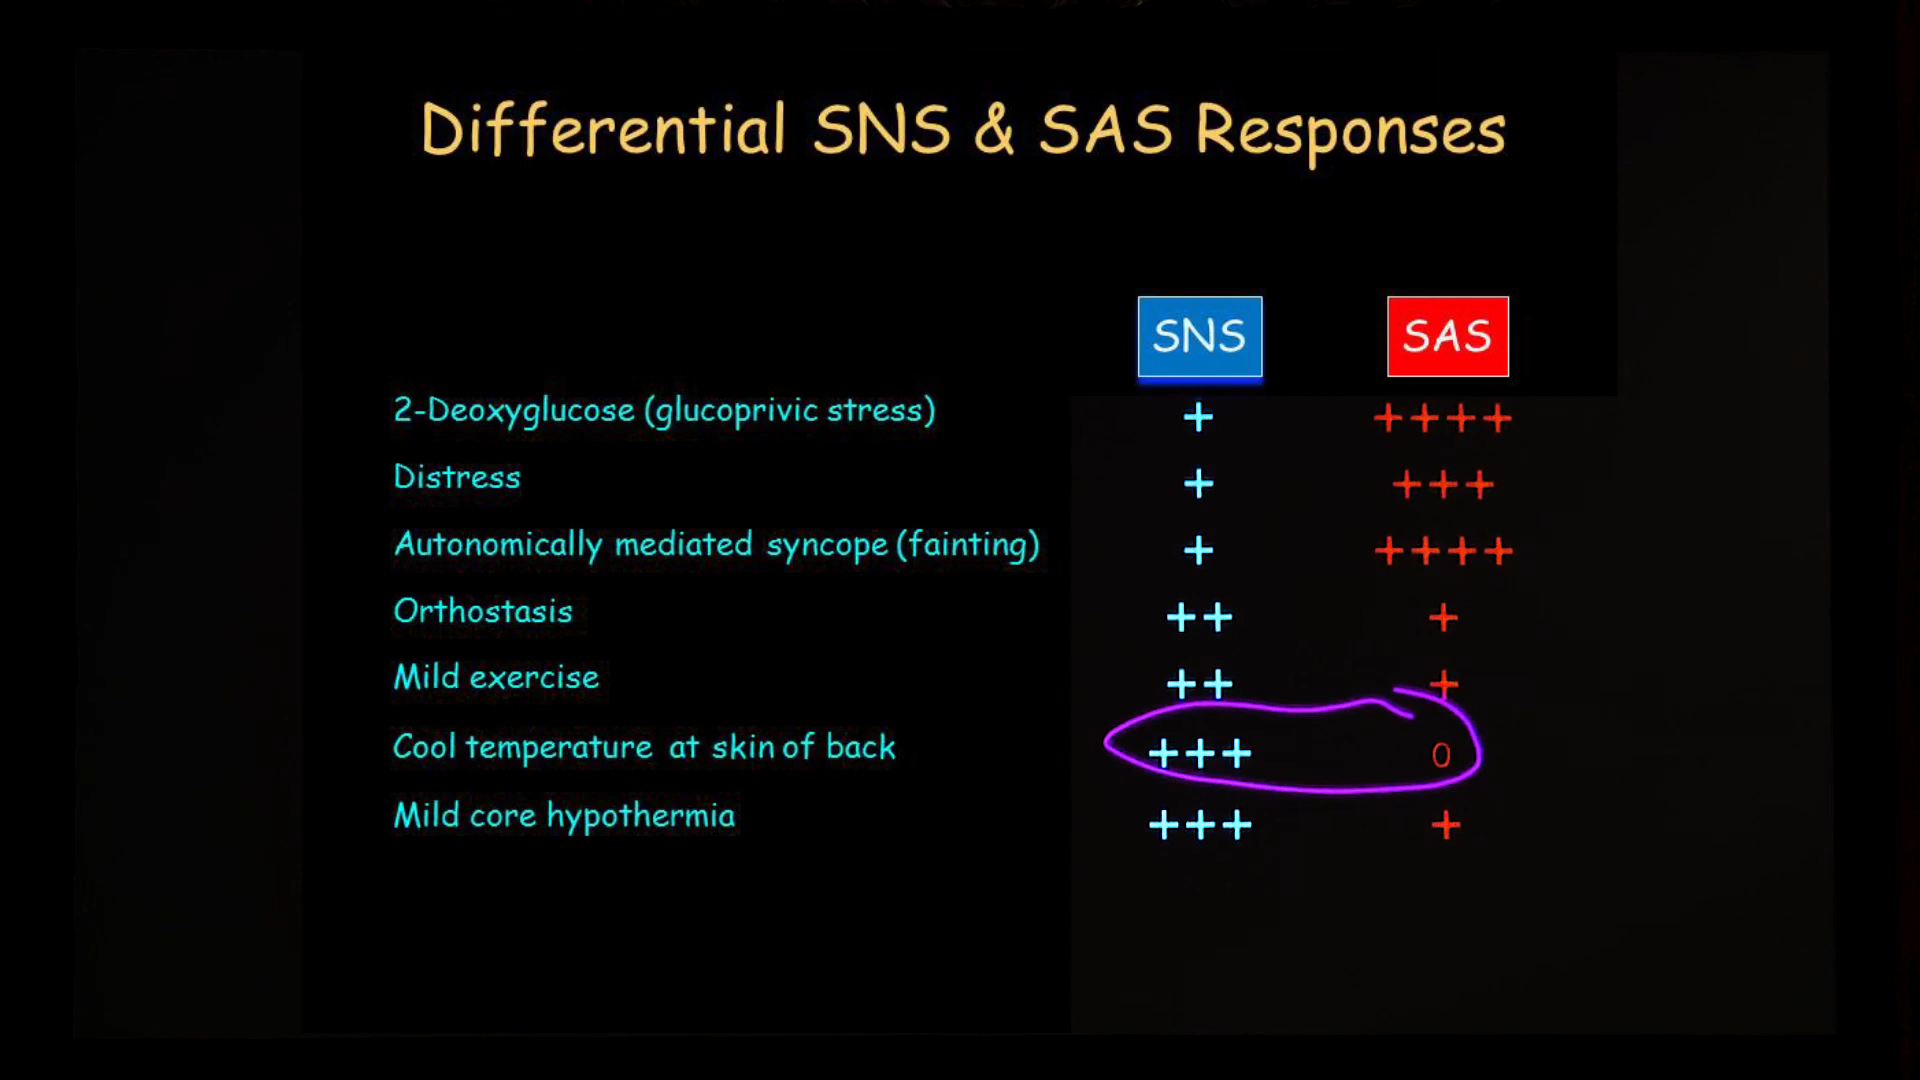 Differential SNS & SAS Responses
SNS SAS
2-Deoxyglucose (glucoprivic stress) + ++++
Distress + +++
Autonomically mediated syncope (fainting) + ++++
Orthostasis ++ +
Mild exercise ++ +
Cool temperature at skin of back +++ 0
Mild core hypothermia +++ +